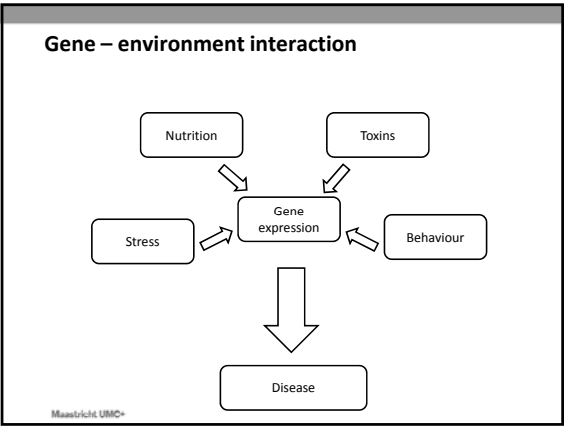 Gene – environment interaction
Nutrition
Toxins
Gene
expression
Stress
Behaviour
Disease
Maastricht UMC+